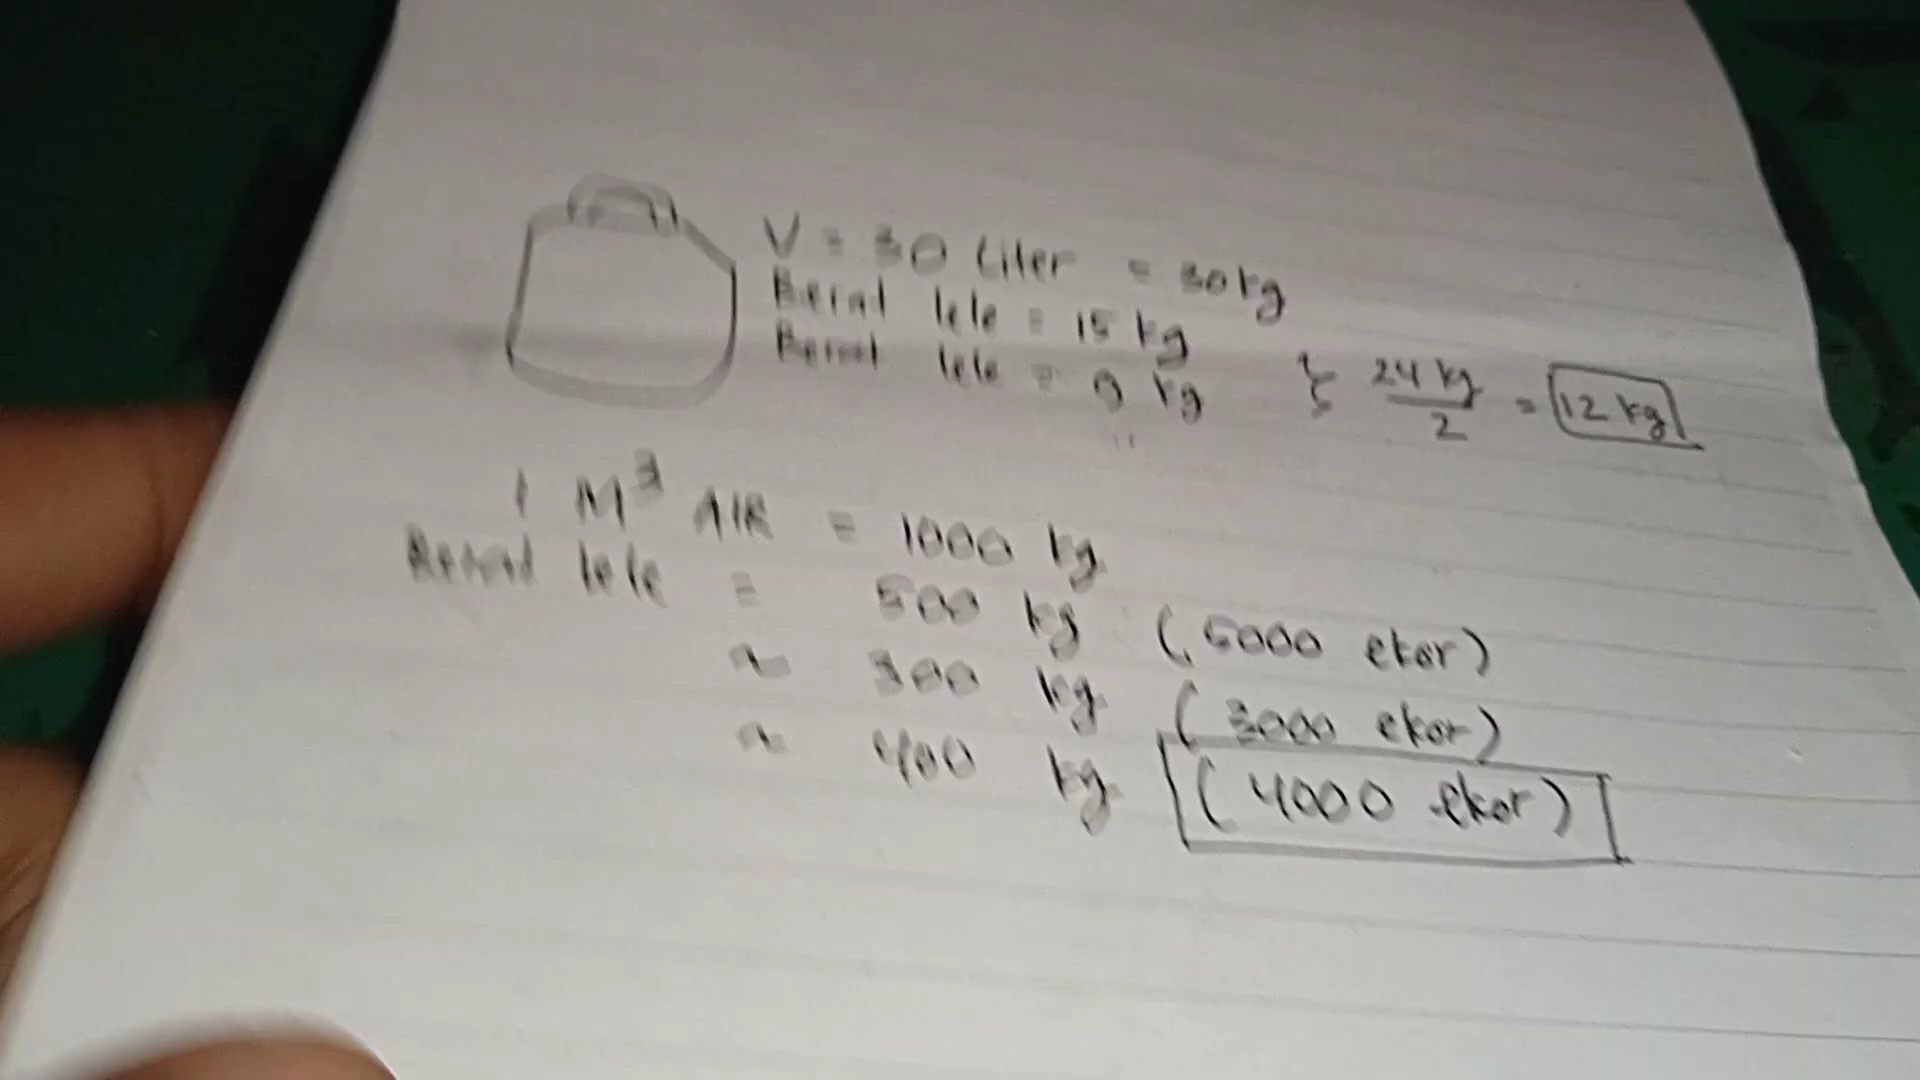 V = 30 Liter = 30 kg
Berat lele = 15 kg
Berat lele = 9 kg } 24 kg / 2 = 12 kg
1 M³ AIR = 1000 kg
Berat lele = 500 kg (5000 ekor)
~ 300 kg (3000 ekor)
~ 400 kg (4000 ekor)